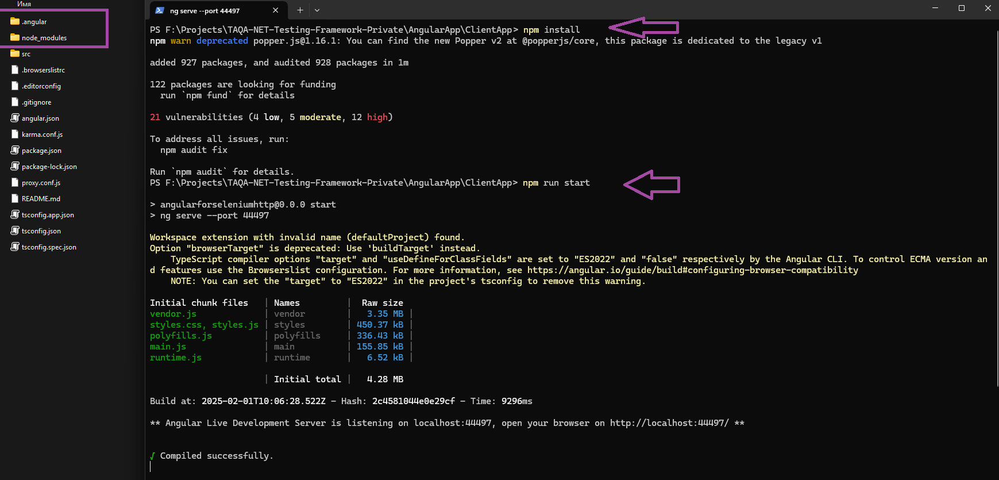 Имя
.angular
node_modules
src
.browserslistrc
.editorconfig
.gitignore
angular.json
karma.conf.js
package.json
package-lock.json
proxy.conf.js
README.md
tsconfig.app.json
tsconfig.json
tsconfig.spec.json
ng serve --port 44497
PS F:\Projects\TAQA-NET-Testing-Framework-Private\AngularApp\ClientApp> npm install
npm warn deprecated popper.js@1.16.1: You can find the new Popper v2 at @popperjs/core, this package is dedicated to the legacy v1
added 927 packages, and audited 928 packages in 1m
122 packages are looking for funding
run `npm fund` for details
21 vulnerabilities (4 low, 5 moderate, 12 high)
To address all issues, run:
npm audit fix
Run `npm audit` for details.
PS F:\Projects\TAQA-NET-Testing-Framework-Private\AngularApp\ClientApp> npm run start
> angularforseleniumhttp@0.0.0 start
> ng serve --port 44497
Workspace extension with invalid name (defaultProject) found.
Option "browserTarget" is deprecated: Use 'buildTarget' instead.
TypeScript compiler options "target" and "useDefineForClassFields" are set to "ES2022" and "false" respectively by the Angular CLI. To control ECMA version an
d features use the Browserslist configuration. For more information, see https://angular.io/guide/build#configuring-browser-compatibility
NOTE: You can set the "target" to "ES2022" in the project's tsconfig to remove this warning.
Initial chunk files | Names | Raw size
vendor.js | vendor | 3.35 MB |
styles.css, styles.js | styles | 450.37 kB |
polyfills.js | polyfills | 336.43 kB |
main.js | main | 155.85 kB |
runtime.js | runtime | 6.52 kB |
| Initial total | 4.28 MB
Build at: 2025-02-01T10:06:28.522Z - Hash: 2c4581044e0e29cf - Time: 9296ms
** Angular Live Development Server is listening on localhost:44497, open your browser on http://localhost:44497/ **
√ Compiled successfully.